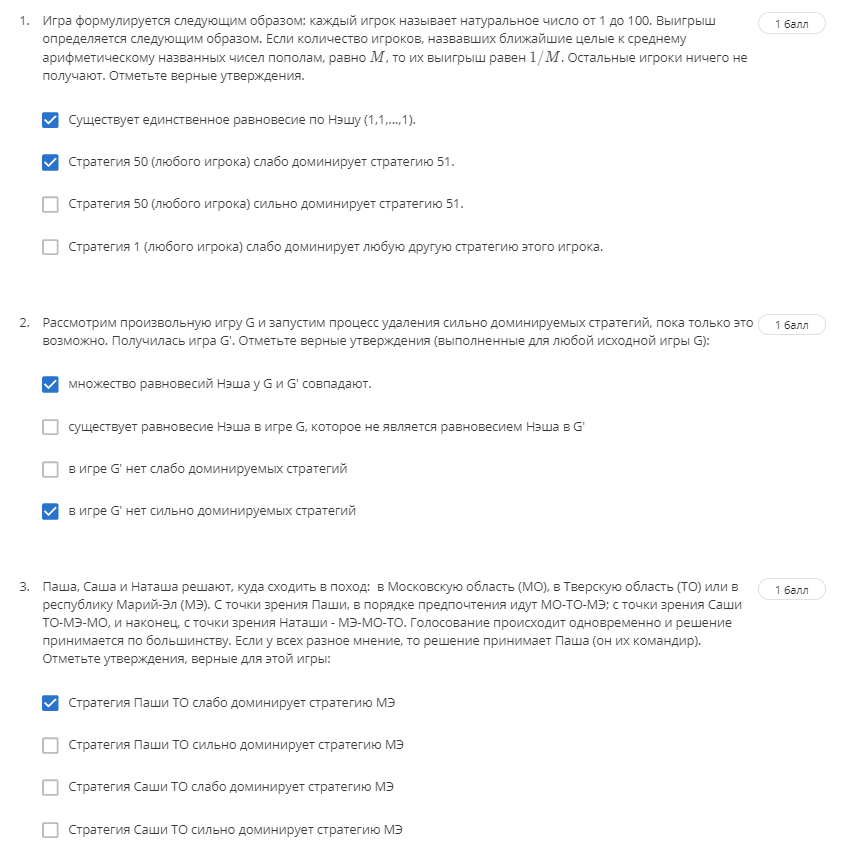 1. Игра формулируется следующим образом: каждый игрок называет натуральное число от 1 до 100. Выигрыш
1 балл
определяется следующим образом. Если количество игроков, назвавших ближайшие целые к среднему
арифметическому названных чисел пополам, равно M, то их выигрыш равен 1/M. Остальные игроки ничего не
получают. Отметьте верные утверждения.
Существует единственное равновесие по Нэшу (1,1,...,1).
Стратегия 50 (любого игрока) слабо доминирует стратегию 51.
Стратегия 50 (любого игрока) сильно доминирует стратегию 51.
Стратегия 1 (любого игрока) слабо доминирует любую другую стратегию этого игрока.
2. Рассмотрим произвольную игру G и запустим процесс удаления сильно доминируемых стратегий, пока только это
1 балл
возможно. Получилась игра G'. Отметьте верные утверждения (выполненные для любой исходной игры G):
множество равновесий Нэша у G и G' совпадают.
существует равновесие Нэша в игре G, которое не является равновесием Нэша в G'
в игре G' нет слабо доминируемых стратегий
в игре G' нет сильно доминируемых стратегий
3. Паша, Саша и Наташа решают, куда сходить в поход: в Московскую область (МО), в Тверскую область (ТО) или в
1 балл
республику Марий-Эл (МЭ). С точки зрения Паши, в порядке предпочтения идут МО-ТО-МЭ; с точки зрения Саши
ТО-МЭ-МО, и наконец, с точки зрения Наташи - МЭ-МО-ТО. Голосование происходит одновременно и решение
принимается по большинству. Если у всех разное мнение, то решение принимает Паша (он их командир).
Отметьте утверждения, верные для этой игры:
Стратегия Паши ТО слабо доминирует стратегию МЭ
Стратегия Паши ТО сильно доминирует стратегию МЭ
Стратегия Саши ТО слабо доминирует стратегию МЭ
Стратегия Саши ТО сильно доминирует стратегию МЭ